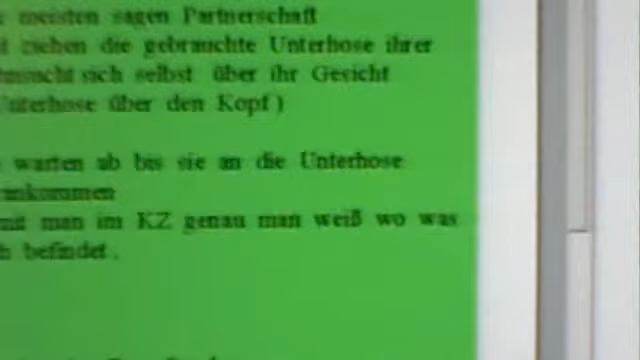 meisten sagen Partnerschaft
ziehen die gebrauchte Unterhose ihrer
sich selbst über ihr Gesicht
Unterhose über den Kopf)
warten ab bis sie an die Unterhose
ankommen
man im KZ genau man weiß wo was
befindet.